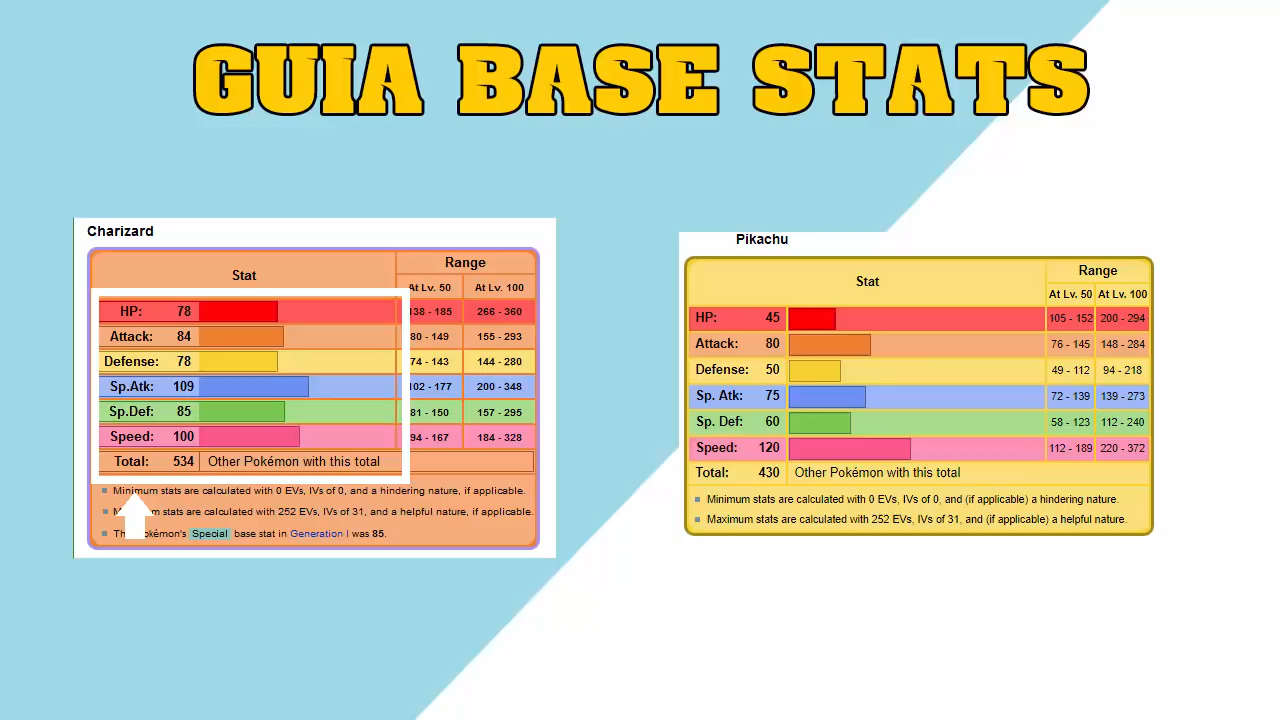 GUIA BASE STATS
Charizard
Stat Range
At Lv. 50 At Lv. 100
HP: 78 138 - 185 266 - 360
Attack: 84 80 - 149 155 - 293
Defense: 78 74 - 143 144 - 280
Sp.Atk: 109 102 - 177 200 - 348
Sp.Def: 85 81 - 150 157 - 295
Speed: 100 94 - 167 184 - 328
Total: 534 Other Pokémon with this total
Minimum stats are calculated with 0 EVs, IVs of 0, and a hindering nature, if applicable.
stats are calculated with 252 EVs, IVs of 31, and a helpful nature, if applicable.
Special base stat in Generation I was 85.
Pikachu
Stat Range
At Lv. 50 At Lv. 100
HP: 45 105 - 152 200 - 294
Attack: 80 76 - 145 148 - 284
Defense: 50 49 - 112 94 - 218
Sp. Atk: 75 72 - 139 139 - 273
Sp. Def: 60 58 - 123 112 - 240
Speed: 120 112 - 189 220 - 372
Total: 430 Other Pokémon with this total
Minimum stats are calculated with 0 EVs, IVs of 0, and (if applicable) a hindering nature.
Maximum stats are calculated with 252 EVs, IVs of 31, and (if applicable) a helpful nature.